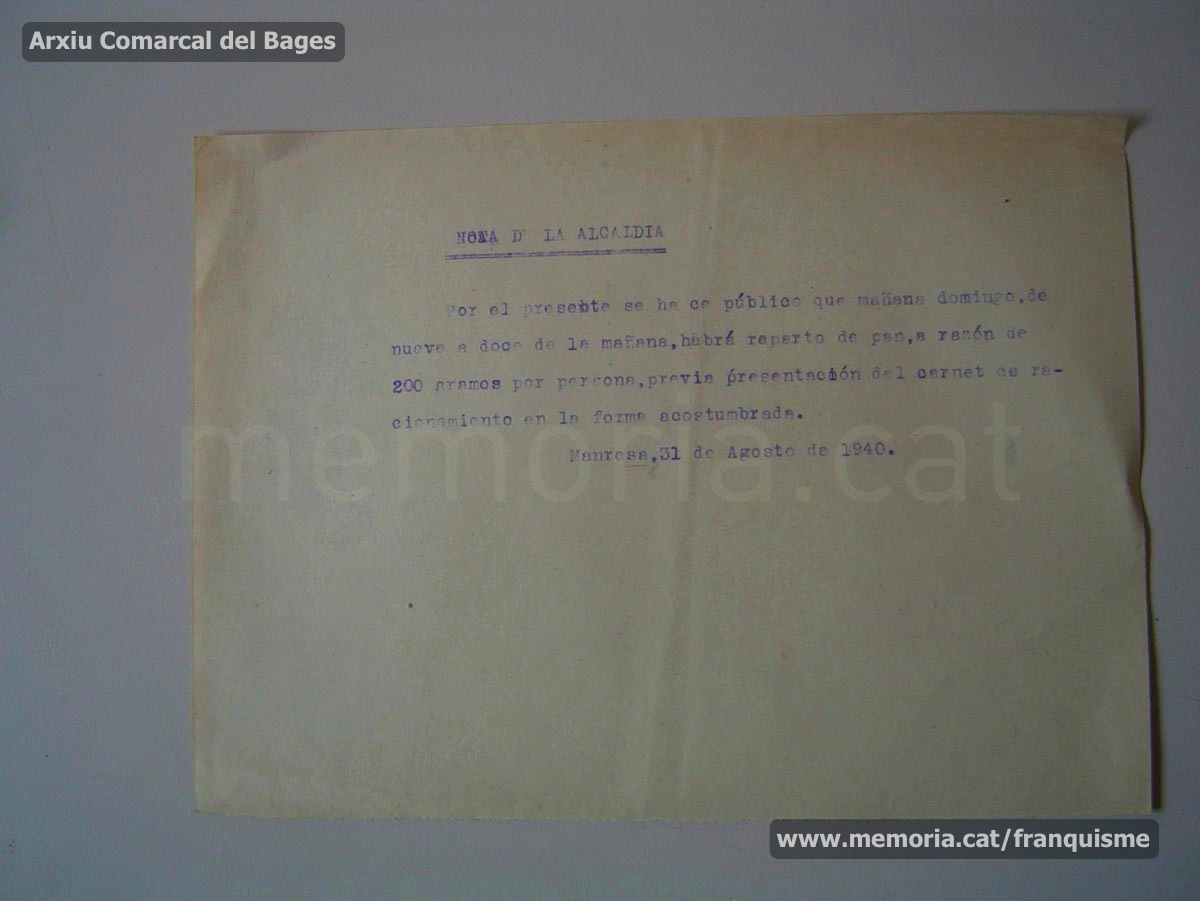 Arxiu Comarcal del Bages
NOTA D' LA ALCALDIA
Por el presente se ha ce público que mañana domingo,de
nueve a doce de la mañana,habrá reparto de pan,a razón de
200 gramos por persona,previa presentación del carnet de ra-
cionamiento en la forma acostumbrada.
Manresa,31 de Agosto de 1940.
memoria.cat
www.memoria.cat/franquisme